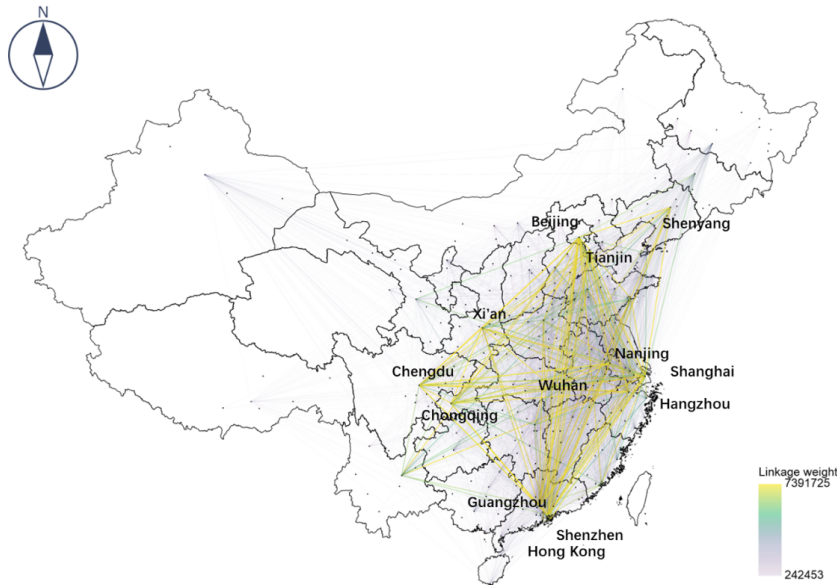 N
Beijing
Shenyang
Tianjin
Xi'an
Nanjing
Chengdu
Shanghai
Wuhan
Hangzhou
Chongqing
Guangzhou
Shenzhen
Hong Kong
Linkage weight
7391725
242453